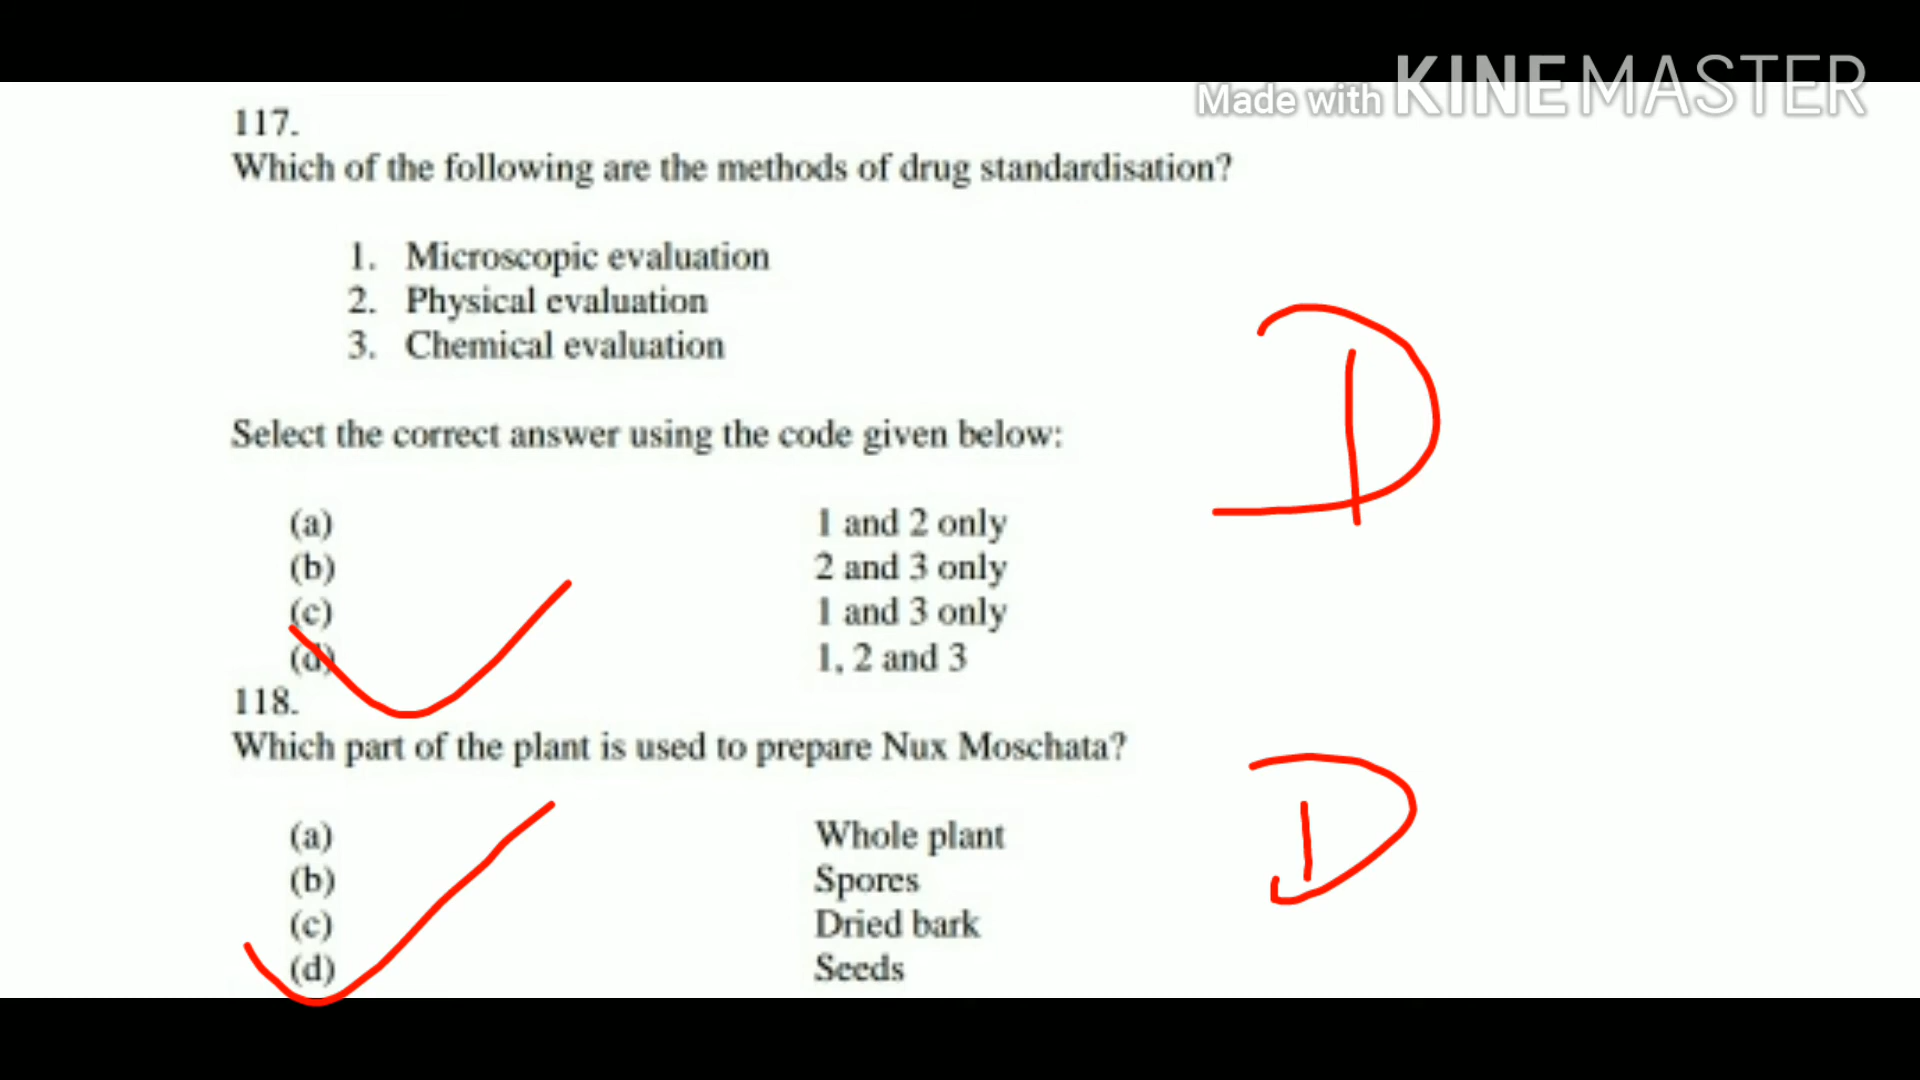 Made with KINEMASTER
117.
Which of the following are the methods of drug standardisation?
1. Microscopic evaluation
2. Physical evaluation
3. Chemical evaluation
D
Select the correct answer using the code given below:
(a) 1 and 2 only
(b) 2 and 3 only
(c) 1 and 3 only
(d) 1, 2 and 3
118.
Which part of the plant is used to prepare Nux Moschata?
D
(a) Whole plant
(b) Spores
(c) Dried bark
(d) Seeds